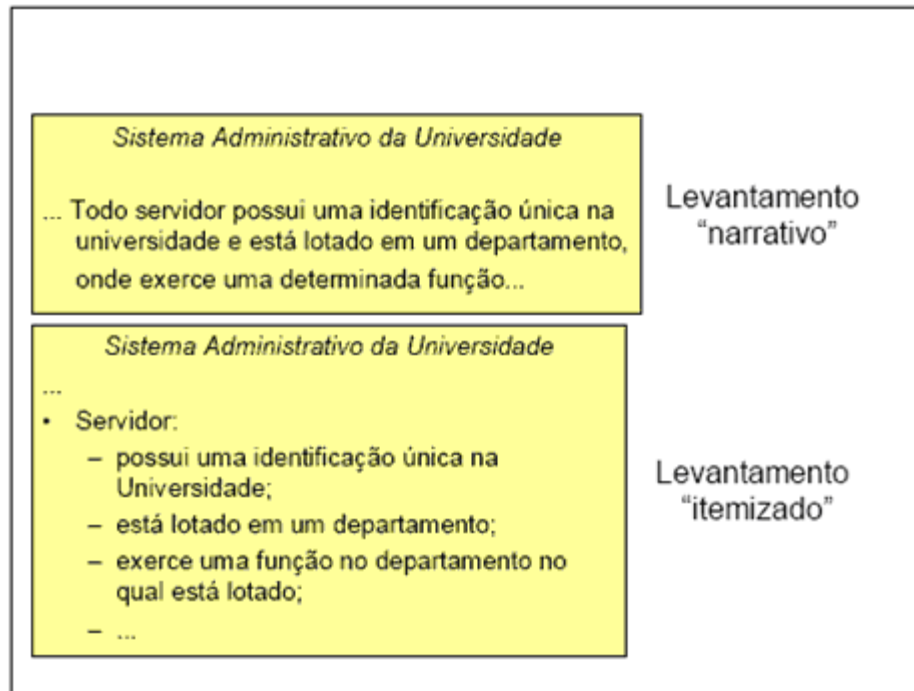 Sistema Administrativo da Universidade
... Todo servidor possui uma identificação única na
universidade e está lotado em um departamento,
onde exerce uma determinada função...
Levantamento
“narrativo”
Sistema Administrativo da Universidade
...
• Servidor:
– possui uma identificação única na
Universidade;
– está lotado em um departamento;
– exerce uma função no departamento no
qual está lotado;
– ...
Levantamento
“itemizado”